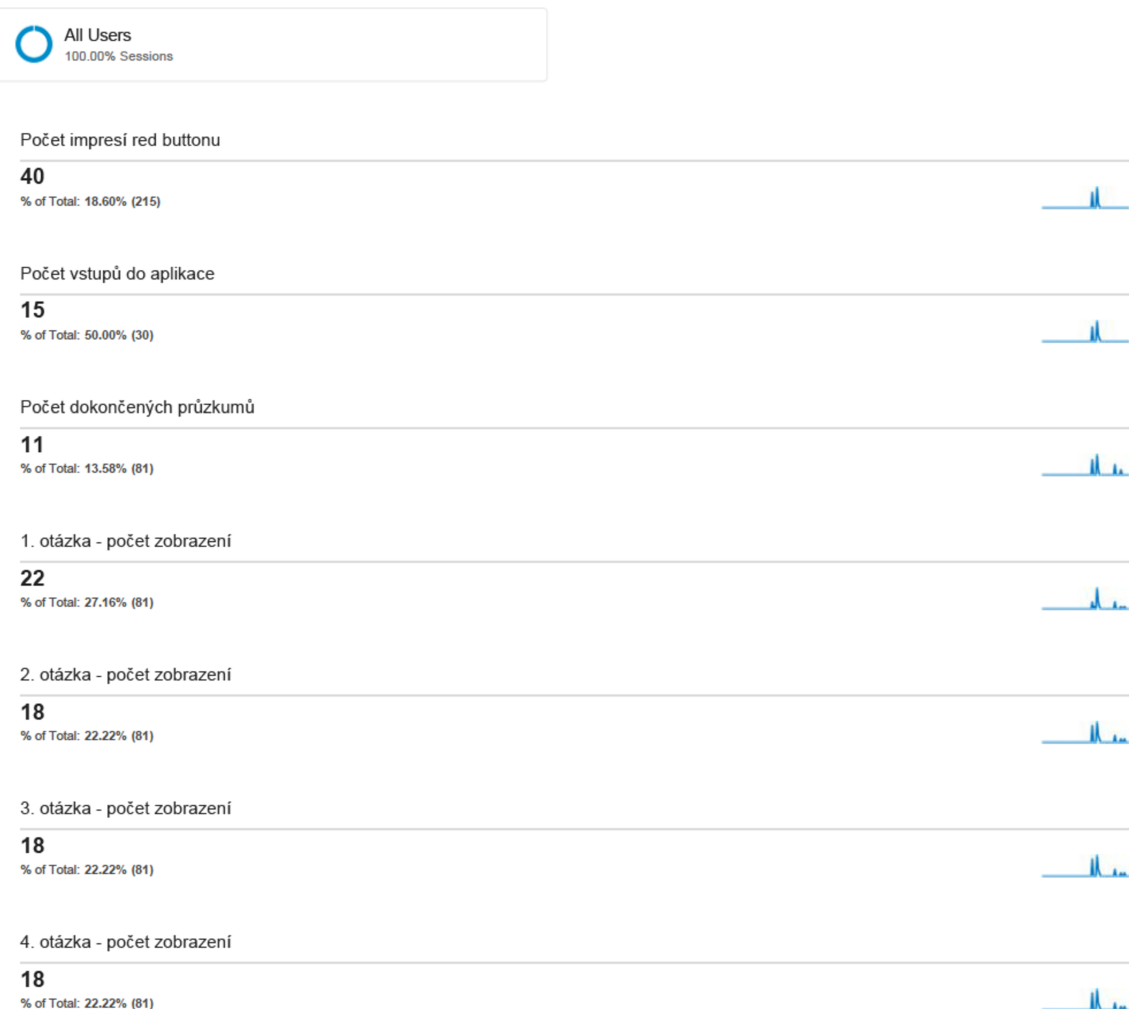 All Users
100.00% Sessions
Počet impresí red buttonu
40
% of Total: 18.60% (215)
Počet vstupů do aplikace
15
% of Total: 50.00% (30)
Počet dokončených průzkumů
11
% of Total: 13.58% (81)
1. otázka - počet zobrazení
22
% of Total: 27.16% (81)
2. otázka - počet zobrazení
18
% of Total: 22.22% (81)
3. otázka - počet zobrazení
18
% of Total: 22.22% (81)
4. otázka - počet zobrazení
18
% of Total: 22.22% (81)